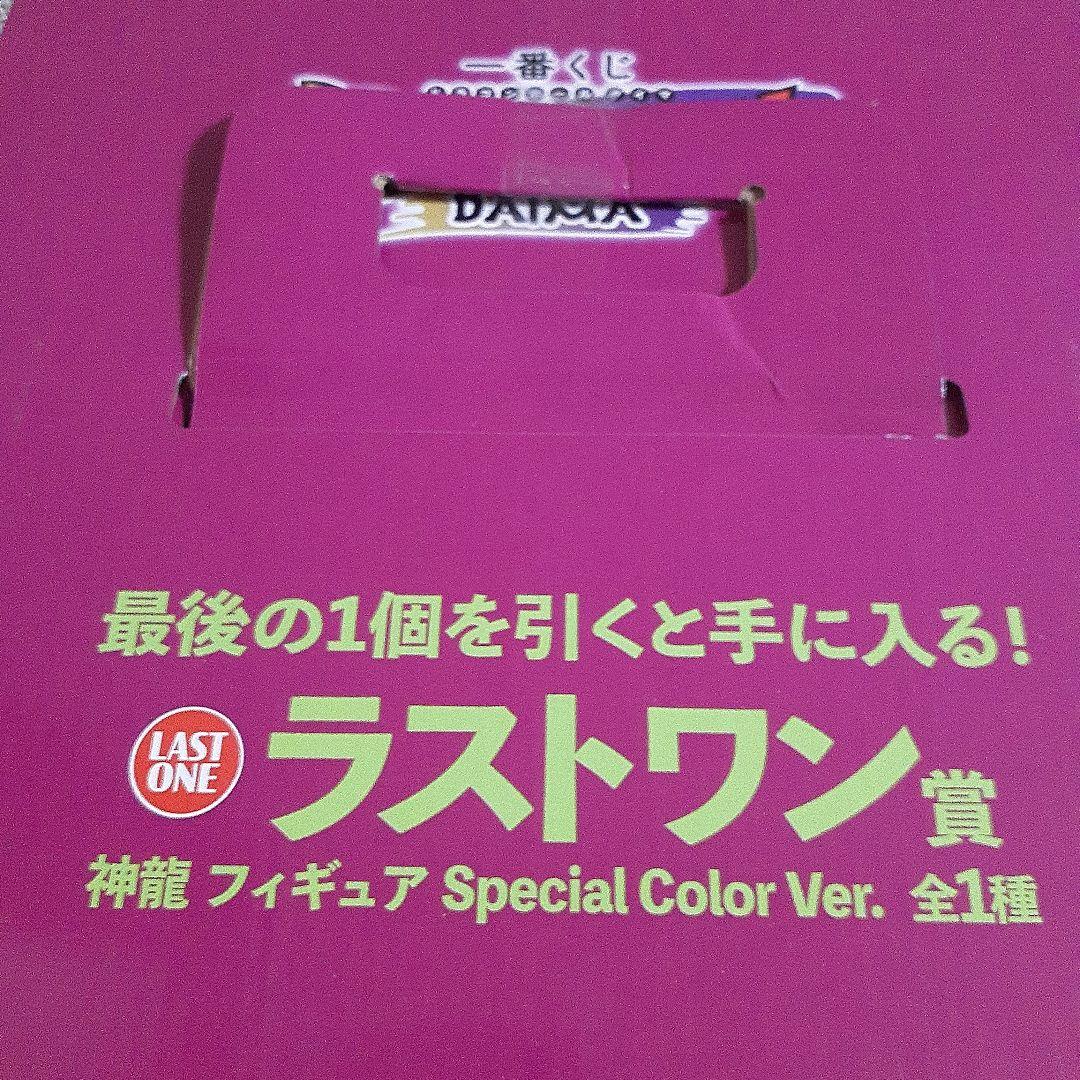 一番くじ
DAIMA
最後の1個を引くと手に入る!
LAST
ONE
ラストワン賞
神龍 フィギュア Special Color Ver. 全1種